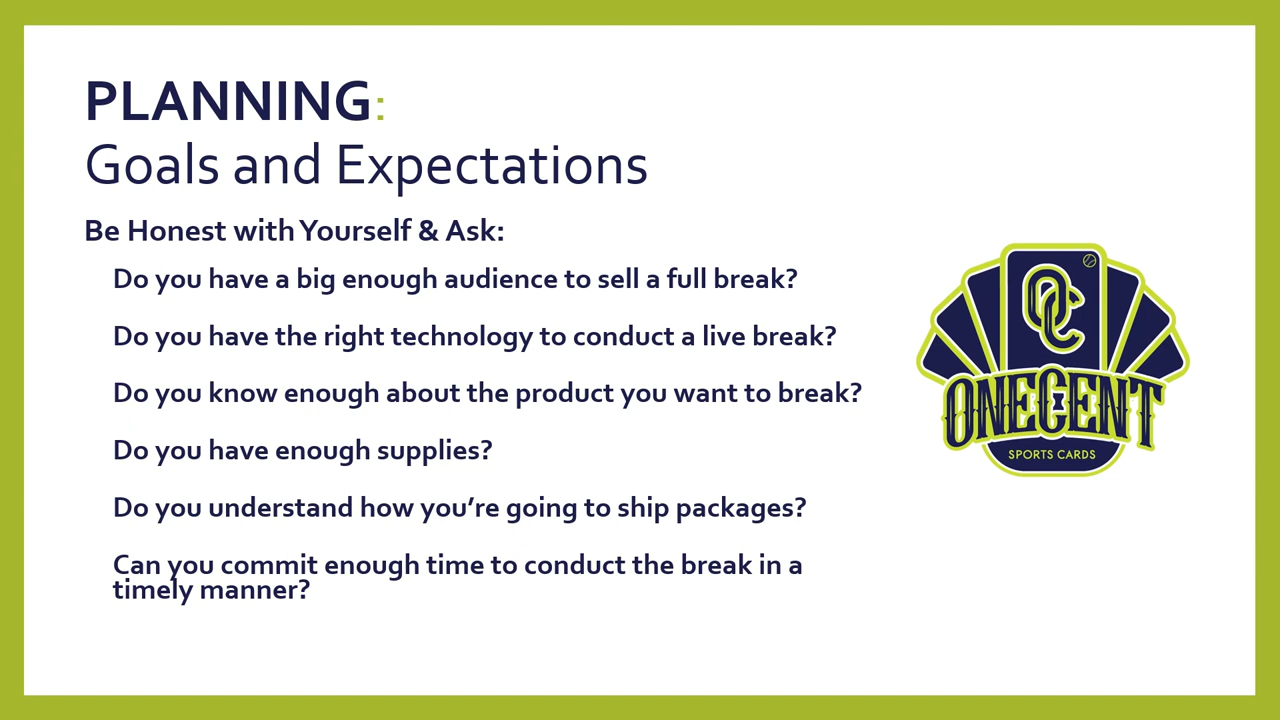 PLANNING:
Goals and Expectations
Be Honest with Yourself & Ask:
Do you have a big enough audience to sell a full break?
Do you have the right technology to conduct a live break?
Do you know enough about the product you want to break?
Do you have enough supplies?
Do you understand how you’re going to ship packages?
Can you commit enough time to conduct the break in a
timely manner?
OC
ONECENT
SPORTS CARDS